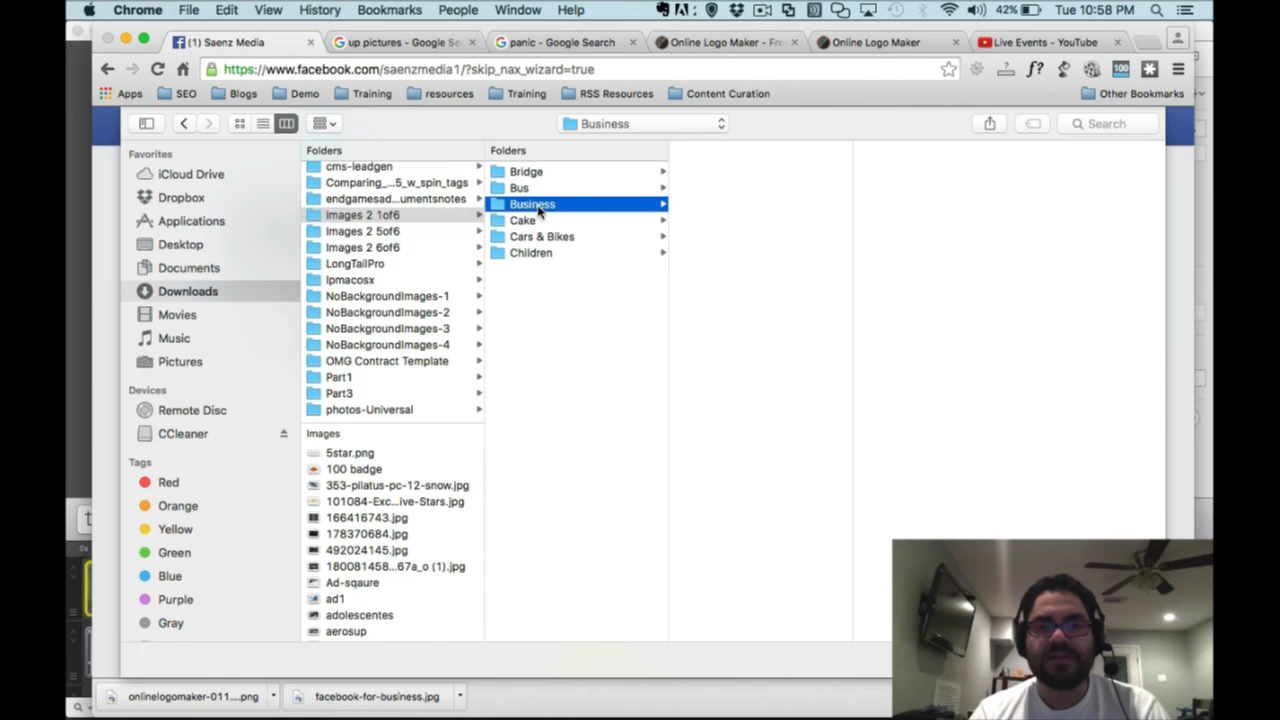 Chrome File Edit View History Bookmarks People Window Help 42% Tue 10:58 PM
(1) Saenz Media up pictures - Google Se panic - Google Search Online Logo Maker - Fre Online Logo Maker Live Events - YouTube
https://www.facebook.com/saenzmedia1/?skip_nax_wizard=true f? 100
Apps SEO Blogs Demo Training resources Training RSS Resources Content Curation Other Bookmarks
Business Search
Favorites
iCloud Drive
Dropbox
Applications
Desktop
Documents
Downloads
Movies
Music
Pictures
Devices
Remote Disc
CCleaner
Tags
Red
Orange
Yellow
Green
Blue
Purple
Gray
Folders
cms-leadgen
Comparing_...5_w_spin_tags
endgamesad...umentsnotes
Images 2 1of6
Images 2 5of6
Images 2 6of6
LongTailPro
lpmacosx
NoBackgroundImages-1
NoBackgroundImages-2
NoBackgroundImages-3
NoBackgroundImages-4
OMG Contract Template
Part1
Part3
photos-Universal
Images
5star.png
100 badge
353-pilatus-pc-12-snow.jpg
101084-Exc...ive-Stars.jpg
166416743.jpg
178370684.jpg
492024145.jpg
180081458...67a_o (1).jpg
Ad-sqaure
ad1
adolescentes
aerosup
Folders
Bridge
Bus
Business
Cake
Cars & Bikes
Children
onlinelogomaker-011....png facebook-for-business.jpg